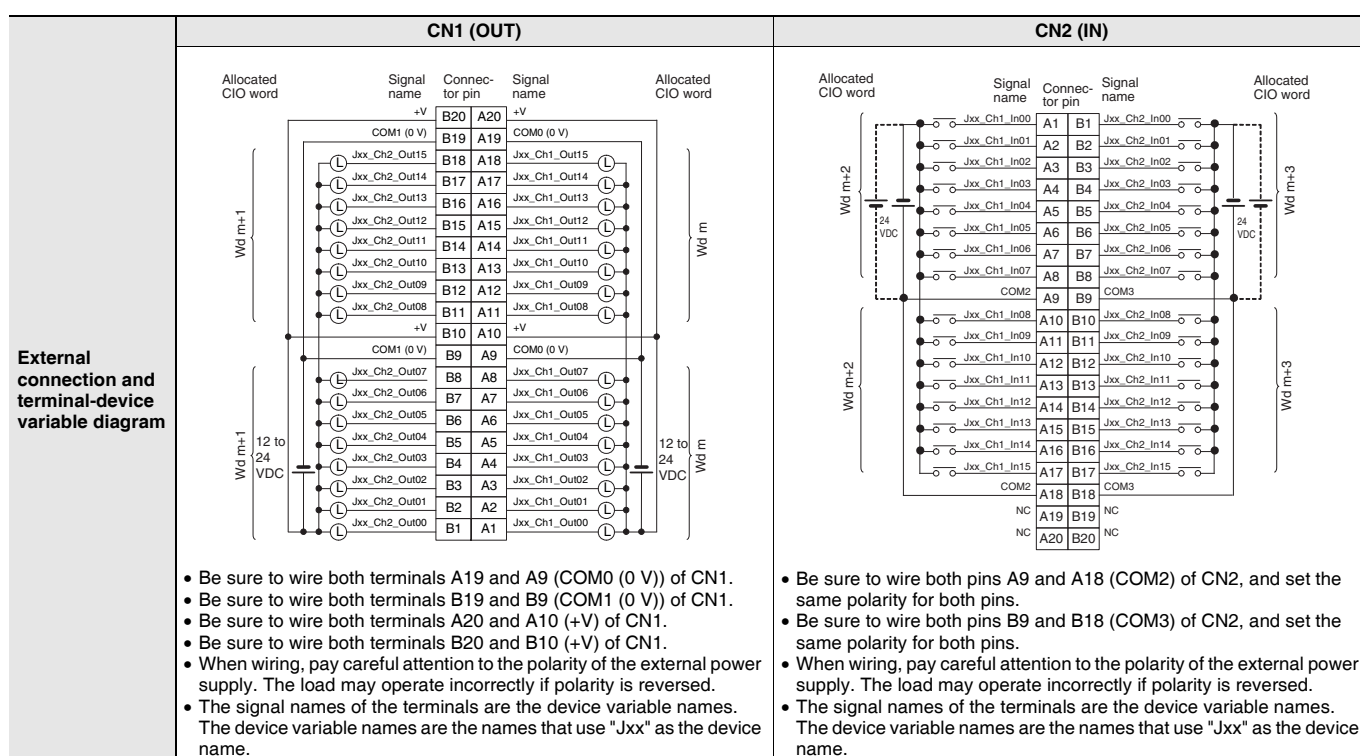 CN1 (OUT)
CN2 (IN)
External
connection and
terminal-device
variable diagram
Allocated
CIO word
Signal
name
Connec-
tor pin
Signal
name
Allocated
CIO word
+V B20 A20 +V
COM1 (0 V) B19 A19 COM0 (0 V)
Jxx_Ch2_Out15 B18 A18 Jxx_Ch1_Out15
L L
Jxx_Ch2_Out14 B17 A17 Jxx_Ch1_Out14
L L
Jxx_Ch2_Out13 B16 A16 Jxx_Ch1_Out13
L L
Jxx_Ch2_Out12 B15 A15 Jxx_Ch1_Out12
L L
Jxx_Ch2_Out11 B14 A14 Jxx_Ch1_Out11
L L
Jxx_Ch2_Out10 B13 A13 Jxx_Ch1_Out10
L L
Jxx_Ch2_Out09 B12 A12 Jxx_Ch1_Out09
L L
Jxx_Ch2_Out08 B11 A11 Jxx_Ch1_Out08
L L
Wd m+1
Wd m
+V B10 A10 +V
COM1 (0 V) B9 A9 COM0 (0 V)
Jxx_Ch2_Out07 B8 A8 Jxx_Ch1_Out07
L L
Jxx_Ch2_Out06 B7 A7 Jxx_Ch1_Out06
L L
Jxx_Ch2_Out05 B6 A6 Jxx_Ch1_Out05
L L
Jxx_Ch2_Out04 B5 A5 Jxx_Ch1_Out04
L L
Jxx_Ch2_Out03 B4 A4 Jxx_Ch1_Out03
L L
Jxx_Ch2_Out02 B3 A3 Jxx_Ch1_Out02
L L
Jxx_Ch2_Out01 B2 A2 Jxx_Ch1_Out01
L L
Jxx_Ch2_Out00 B1 A1 Jxx_Ch1_Out00
L L
Wd m+1
12 to
24
VDC
12 to
24
VDC
Wd m
• Be sure to wire both terminals A19 and A9 (COM0 (0 V)) of CN1.
• Be sure to wire both terminals B19 and B9 (COM1 (0 V)) of CN1.
• Be sure to wire both terminals A20 and A10 (+V) of CN1.
• Be sure to wire both terminals B20 and B10 (+V) of CN1.
• When wiring, pay careful attention to the polarity of the external power
supply. The load may operate incorrectly if polarity is reversed.
• The signal names of the terminals are the device variable names.
The device variable names are the names that use "Jxx" as the device
name.
Allocated
CIO word
Signal
name
Connec-
tor pin
Signal
name
Allocated
CIO word
Jxx_Ch1_In00 A1 B1 Jxx_Ch2_In00
Jxx_Ch1_In01 A2 B2 Jxx_Ch2_In01
Jxx_Ch1_In02 A3 B3 Jxx_Ch2_In02
Jxx_Ch1_In03 A4 B4 Jxx_Ch2_In03
Jxx_Ch1_In04 A5 B5 Jxx_Ch2_In04
Jxx_Ch1_In05 A6 B6 Jxx_Ch2_In05
Jxx_Ch1_In06 A7 B7 Jxx_Ch2_In06
Jxx_Ch1_In07 A8 B8 Jxx_Ch2_In07
Wd m+2
24
VDC
24
VDC
Wd m+3
COM2 A9 B9 COM3
Jxx_Ch1_In08 A10 B10 Jxx_Ch2_In08
Jxx_Ch1_In09 A11 B11 Jxx_Ch2_In09
Jxx_Ch1_In10 A12 B12 Jxx_Ch2_In10
Jxx_Ch1_In11 A13 B13 Jxx_Ch2_In11
Jxx_Ch1_In12 A14 B14 Jxx_Ch2_In12
Jxx_Ch1_In13 A15 B15 Jxx_Ch2_In13
Jxx_Ch1_In14 A16 B16 Jxx_Ch2_In14
Jxx_Ch1_In15 A17 B17 Jxx_Ch2_In15
Wd m+2
Wd m+3
COM2 A18 B18 COM3
NC A19 B19 NC
NC A20 B20 NC
• Be sure to wire both pins A9 and A18 (COM2) of CN2, and set the
same polarity for both pins.
• Be sure to wire both pins B9 and B18 (COM3) of CN2, and set the
same polarity for both pins.
• When wiring, pay careful attention to the polarity of the external power
supply. The load may operate incorrectly if polarity is reversed.
• The signal names of the terminals are the device variable names.
The device variable names are the names that use "Jxx" as the device
name.